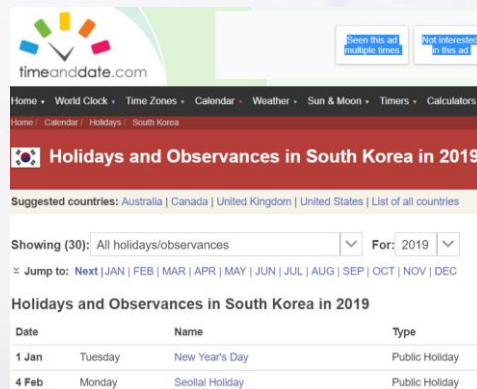 timeanddate.com
Seen this ad multiple times
Not interested in this ad
Home World Clock Time Zones Calendar Weather Sun & Moon Timers Calculators
Home / Calendar / Holidays / South Korea
Holidays and Observances in South Korea in 2019
Suggested countries: Australia | Canada | United Kingdom | United States | List of all countries
Showing (30): All holidays/observances For: 2019
Jump to: Next | JAN | FEB | MAR | APR | MAY | JUN | JUL | AUG | SEP | OCT | NOV | DEC
Holidays and Observances in South Korea in 2019
Date Name Type
1 Jan Tuesday New Year's Day Public Holiday
4 Feb Monday Seollal Holiday Public Holiday